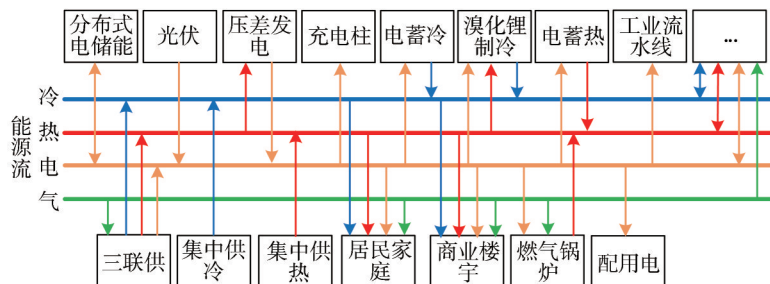 分布式
电储能
光伏
压差发
电
充电柱
电蓄冷
溴化锂
制冷
电蓄热
工业流
水线
...
能源流
冷
热
电
气
三联供
集中供
冷
集中供
热
居民家
庭
商业楼
宇
燃气锅
炉
配用电